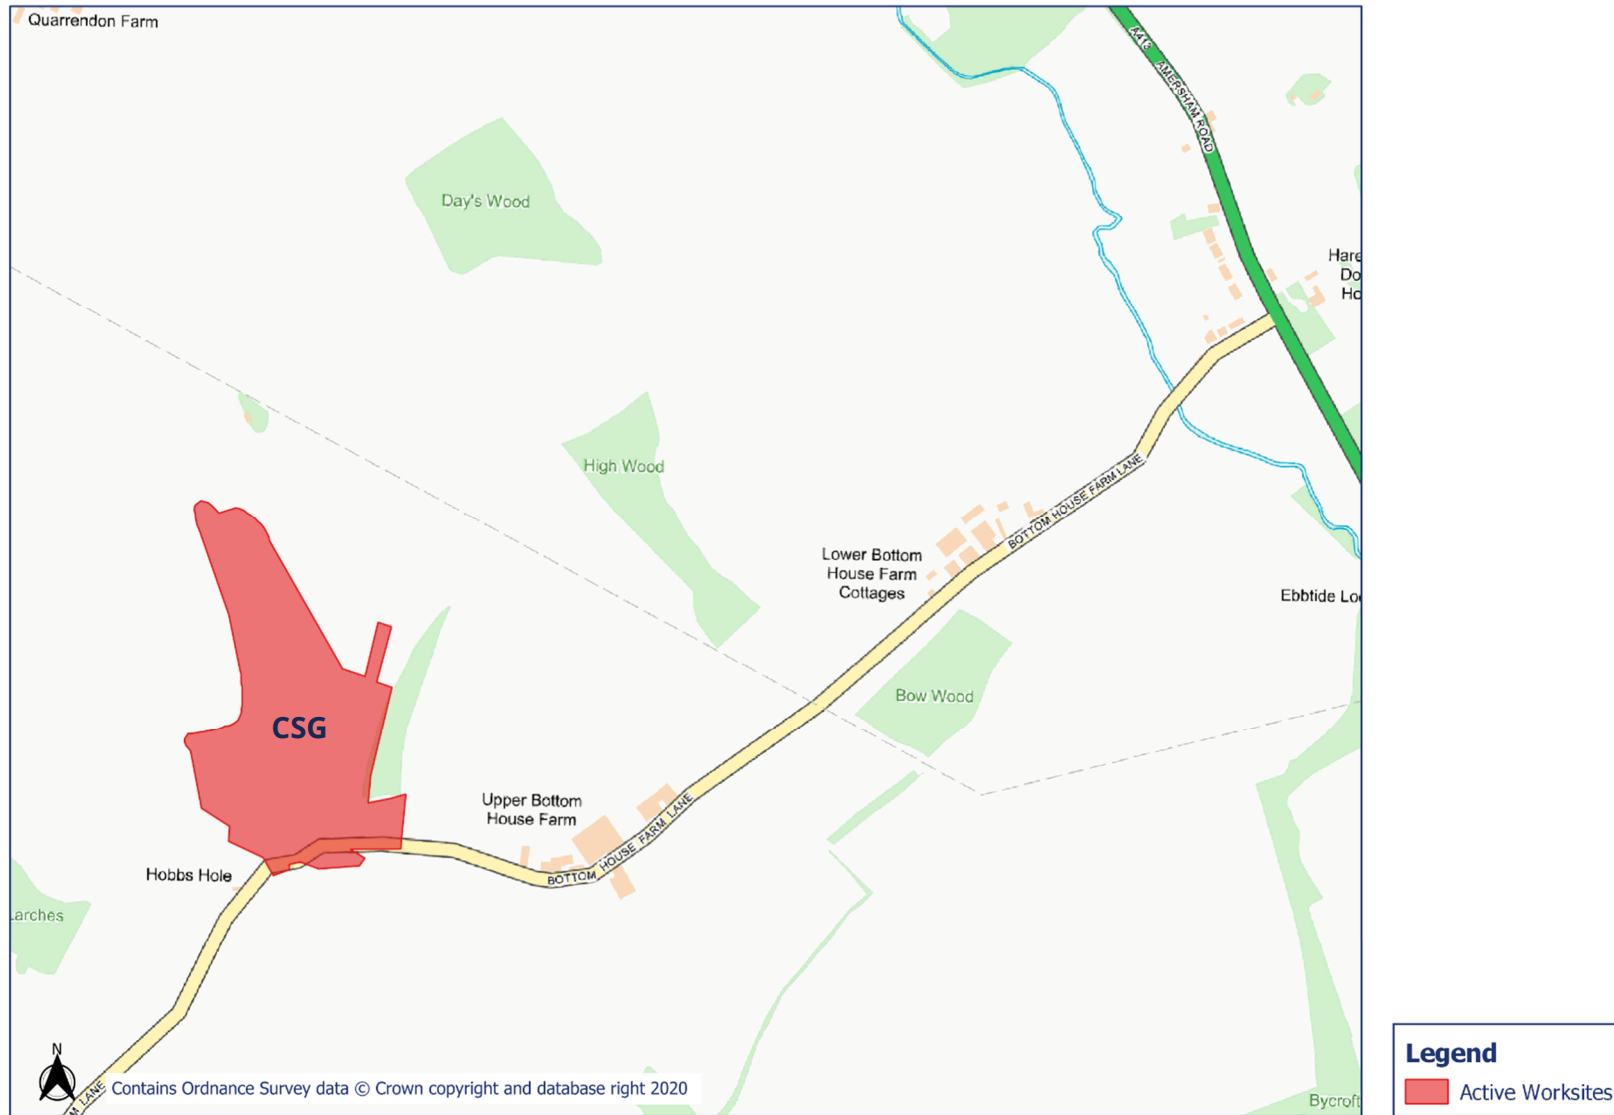 Quarrendon Farm
A413
AMERSHAM ROAD
Day's Wood
Hare
Do
Ho
High Wood
BOTTOM HOUSE FARM LANE
Lower Bottom
House Farm
Cottages
Ebbtide Lo
Bow Wood
CSG
Upper Bottom
House Farm
BOTTOM HOUSE FARM LANE
Hobbs Hole
Larches
N
M LANE
Contains Ordnance Survey data © Crown copyright and database right 2020
Bycroft
Legend
Active Worksites